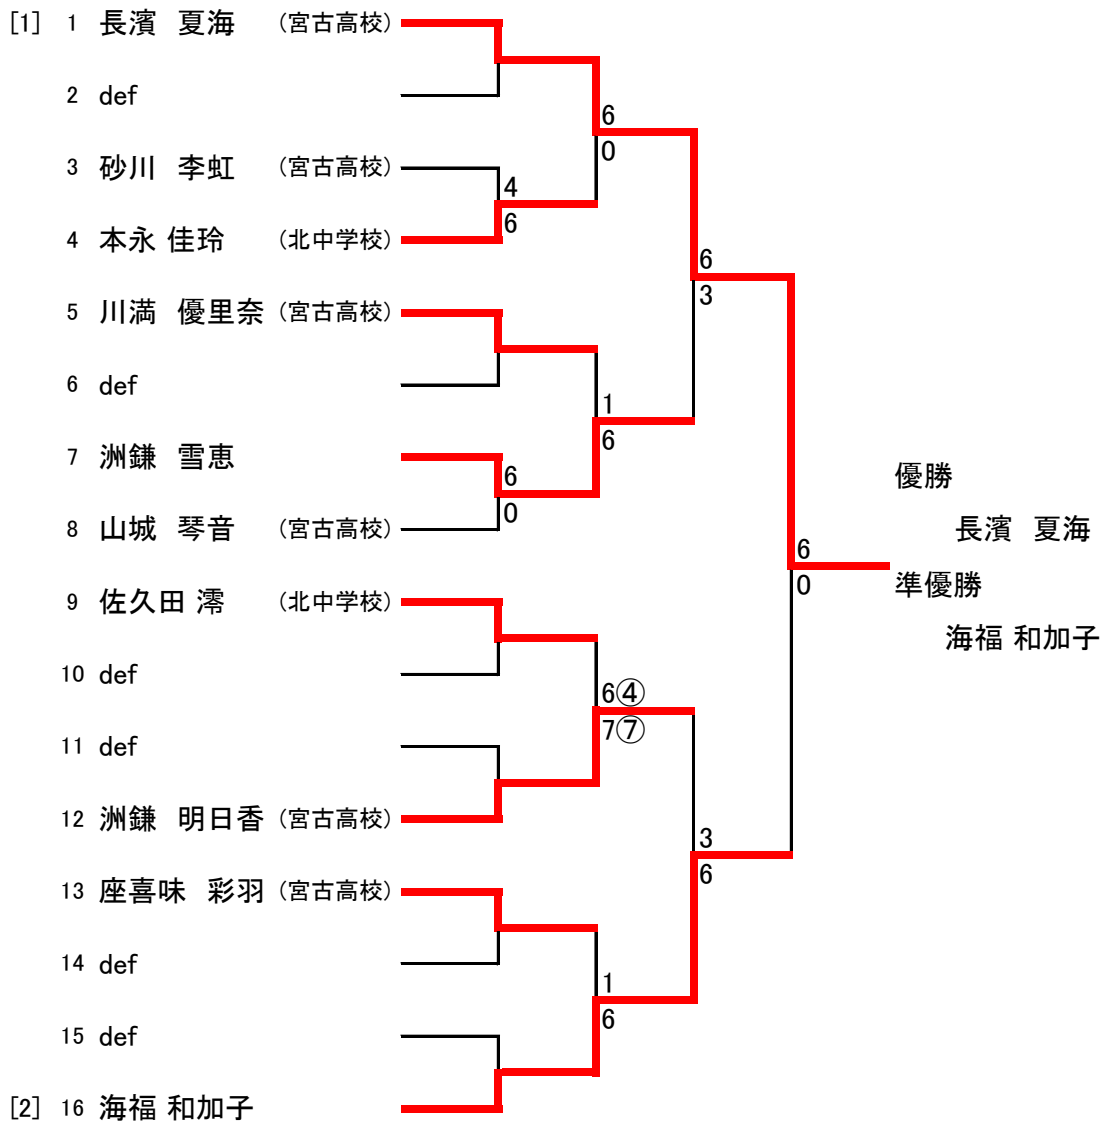 [1] 1 長濱 夏海 (宮古高校)
2 def
6
0
3 砂川 李虹 (宮古高校)
4
6
4 本永 佳玲 (北中学校)
6
3
5 川満 優里奈 (宮古高校)
6 def
1
6
7 洲鎌 雪恵
6
0
8 山城 琴音 (宮古高校)
優勝
長濱 夏海
6
0
準優勝
海福 和加子
9 佐久田 澪 (北中学校)
10 def
6④
7⑦
11 def
12 洲鎌 明日香 (宮古高校)
3
6
13 座喜味 彩羽 (宮古高校)
14 def
1
6
15 def
[2] 16 海福 和加子